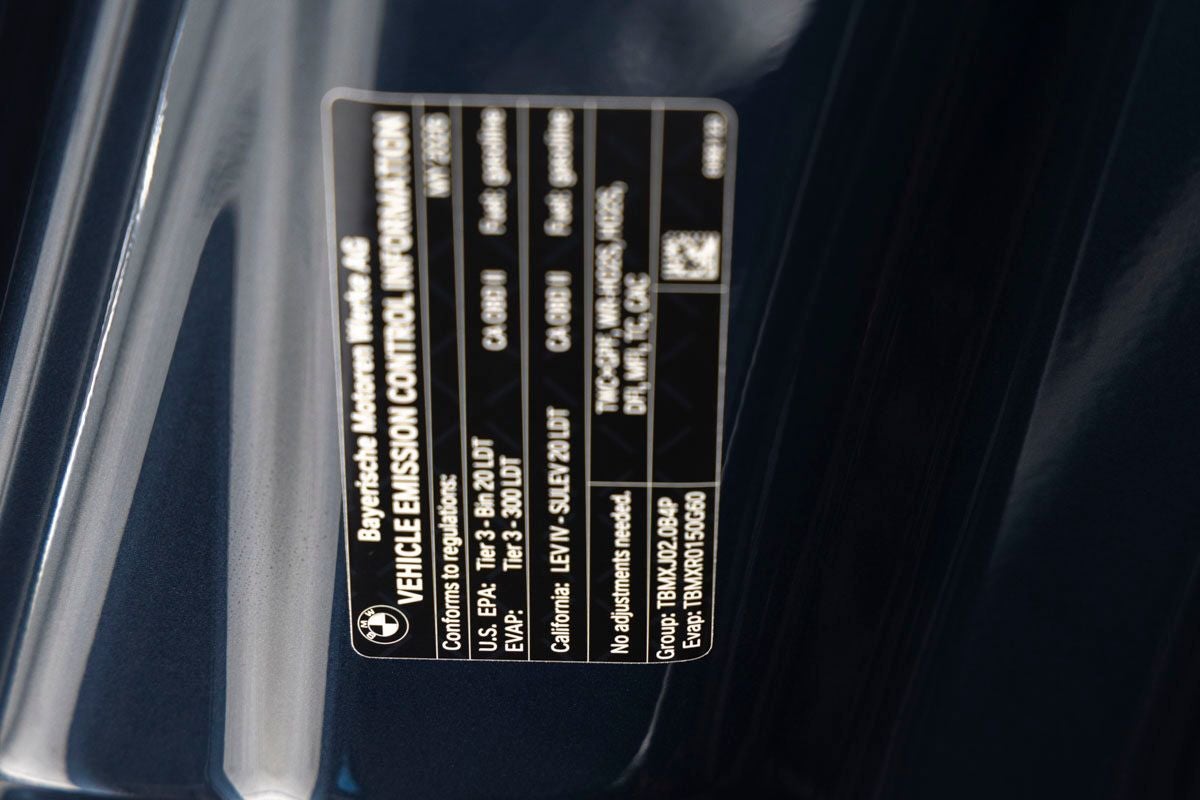 BMW
Bayerische Motoren Werke AG
VEHICLE EMISSION CONTROL INFORMATION
Conforms to regulations: MY
U.S. EPA: Tier 3 - Bin 20 LDT CA OBD II Fuel: gasoline
EVAP: Tier 3 - 300 LDT
California: LEV IV - SULEV 20 LDT CA OBD II Fuel: gasoline
No adjustments needed. WR-HO2S, HO2S,
DFI, MFI, TC, CAC
Group: TBMXJ02.0B4P
Evap: TBMXR0150G60